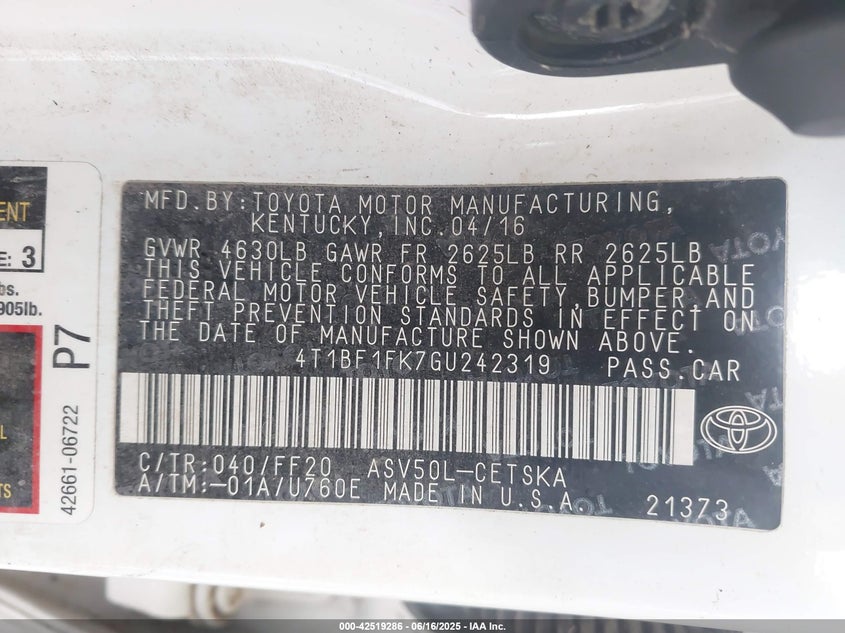 MFD.BY:TOYOTA MOTOR MANUFACTURING,
KENTUCKY,INC.04/16
GVWR 4630LB GAWR FR 2625LB RR 2625LB
THIS VEHICLE CONFORMS TO ALL APPLICABLE
FEDERAL MOTOR VEHICLE SAFETY,BUMPER,AND
THEFT PREVENTION STANDARDS IN EFFECT ON
THE DATE OF MANUFACTURE SHOWN ABOVE.
4T1BF1FK7GU242319 PASS.CAR
C/TR:040/FF20 ASV50L-CETSKA
A/TM:-01A/U760E MADE IN U.S.A. 21373
ENT
E: 3
bs.
905lb.
P7
42661-06722
L
TS
000-42519286 - 06/16/2025 - IAA Inc.